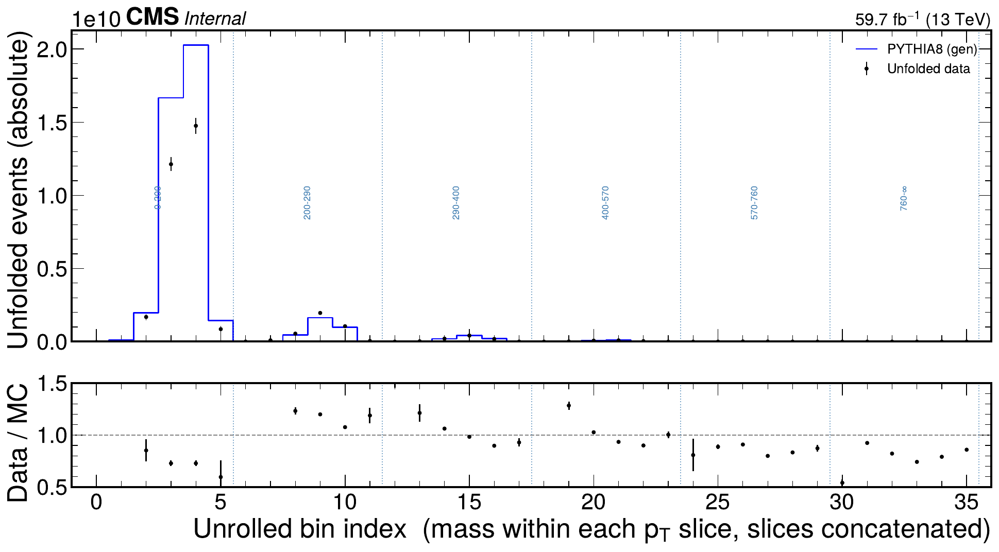 1e10 CMS Internal 59.7 fb⁻¹ (13 TeV)
Unfolded events (absolute)
2.0
1.5
1.0
0.5
0.0
PYTHIA8 (gen)
Unfolded data
0-200
200-290
290-400
400-570
570-760
760-∞
Data / MC
1.5
1.0
0.5
0 5 10 15 20 25 30 35
Unrolled bin index (mass within each pT slice, slices concatenated)